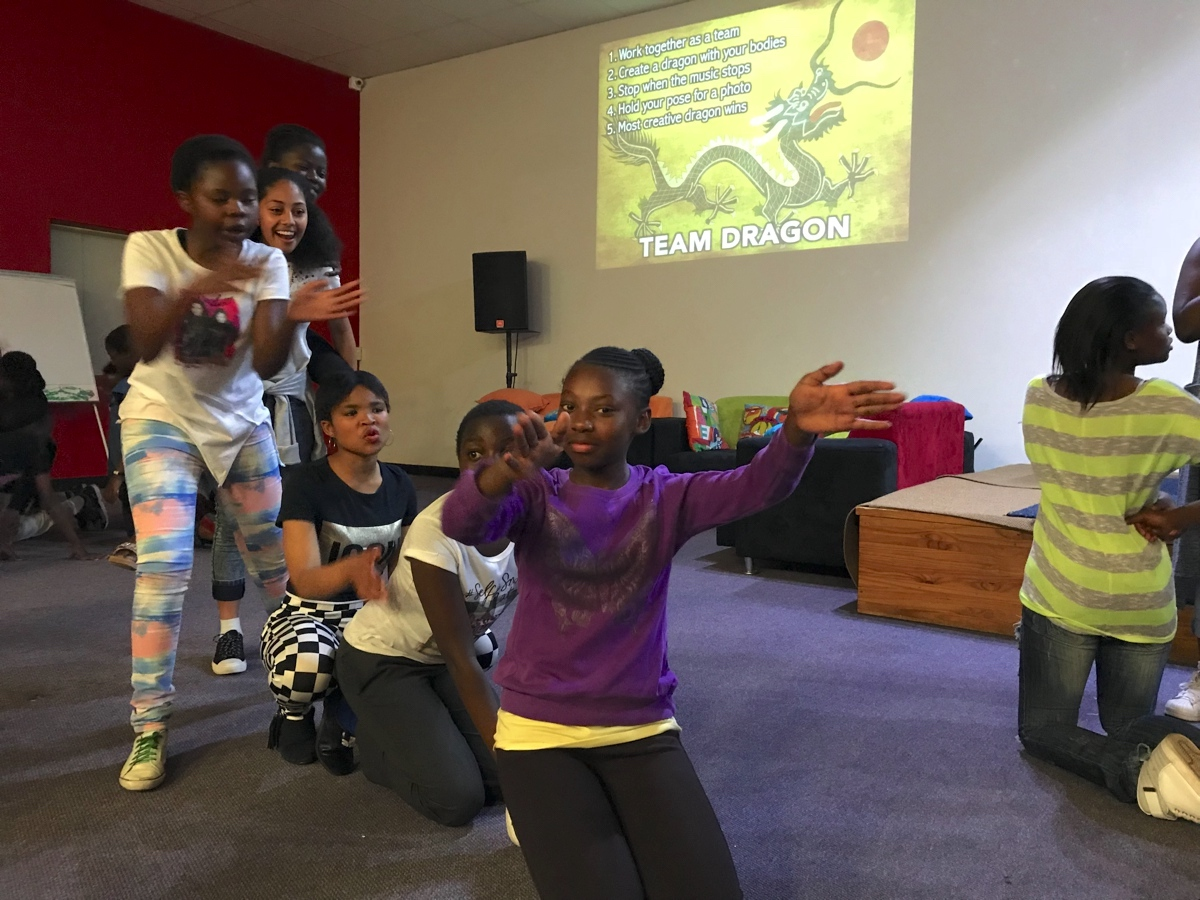 1. Work together as a team
2. Create a dragon with your bodies
3. Stop when the music stops
4. Hold your pose for a photo
5. Most creative dragon wins
TEAM DRAGON